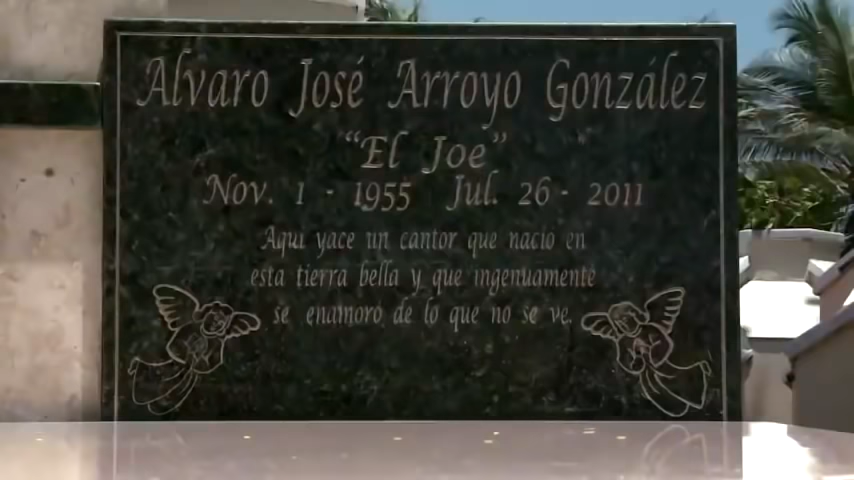 Alvaro José Arroyo González
"El Joe"
Nov. 1 - 1955 Jul. 26 - 2011
Aqui yace un cantor que nacio en
esta tierra bella y que ingenuamente
se enamoro de lo que no se ve.